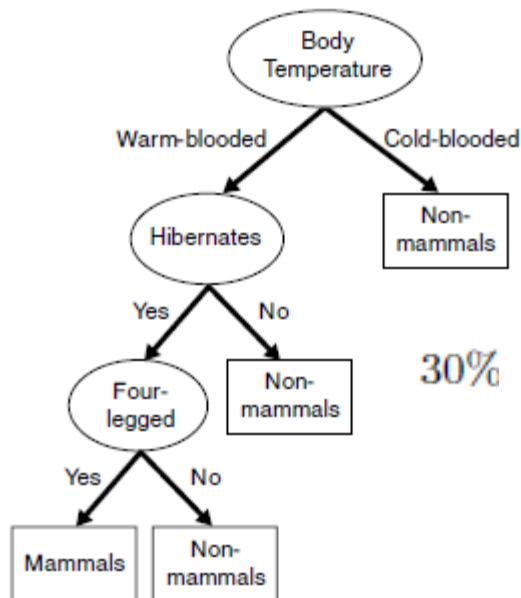 Body
Temperature
Warm-blooded
Cold-blooded
Hibernates
Non-
mammals
Yes
No
Four-
legged
Non-
mammals
30%
Yes
No
Mammals
Non-
mammals